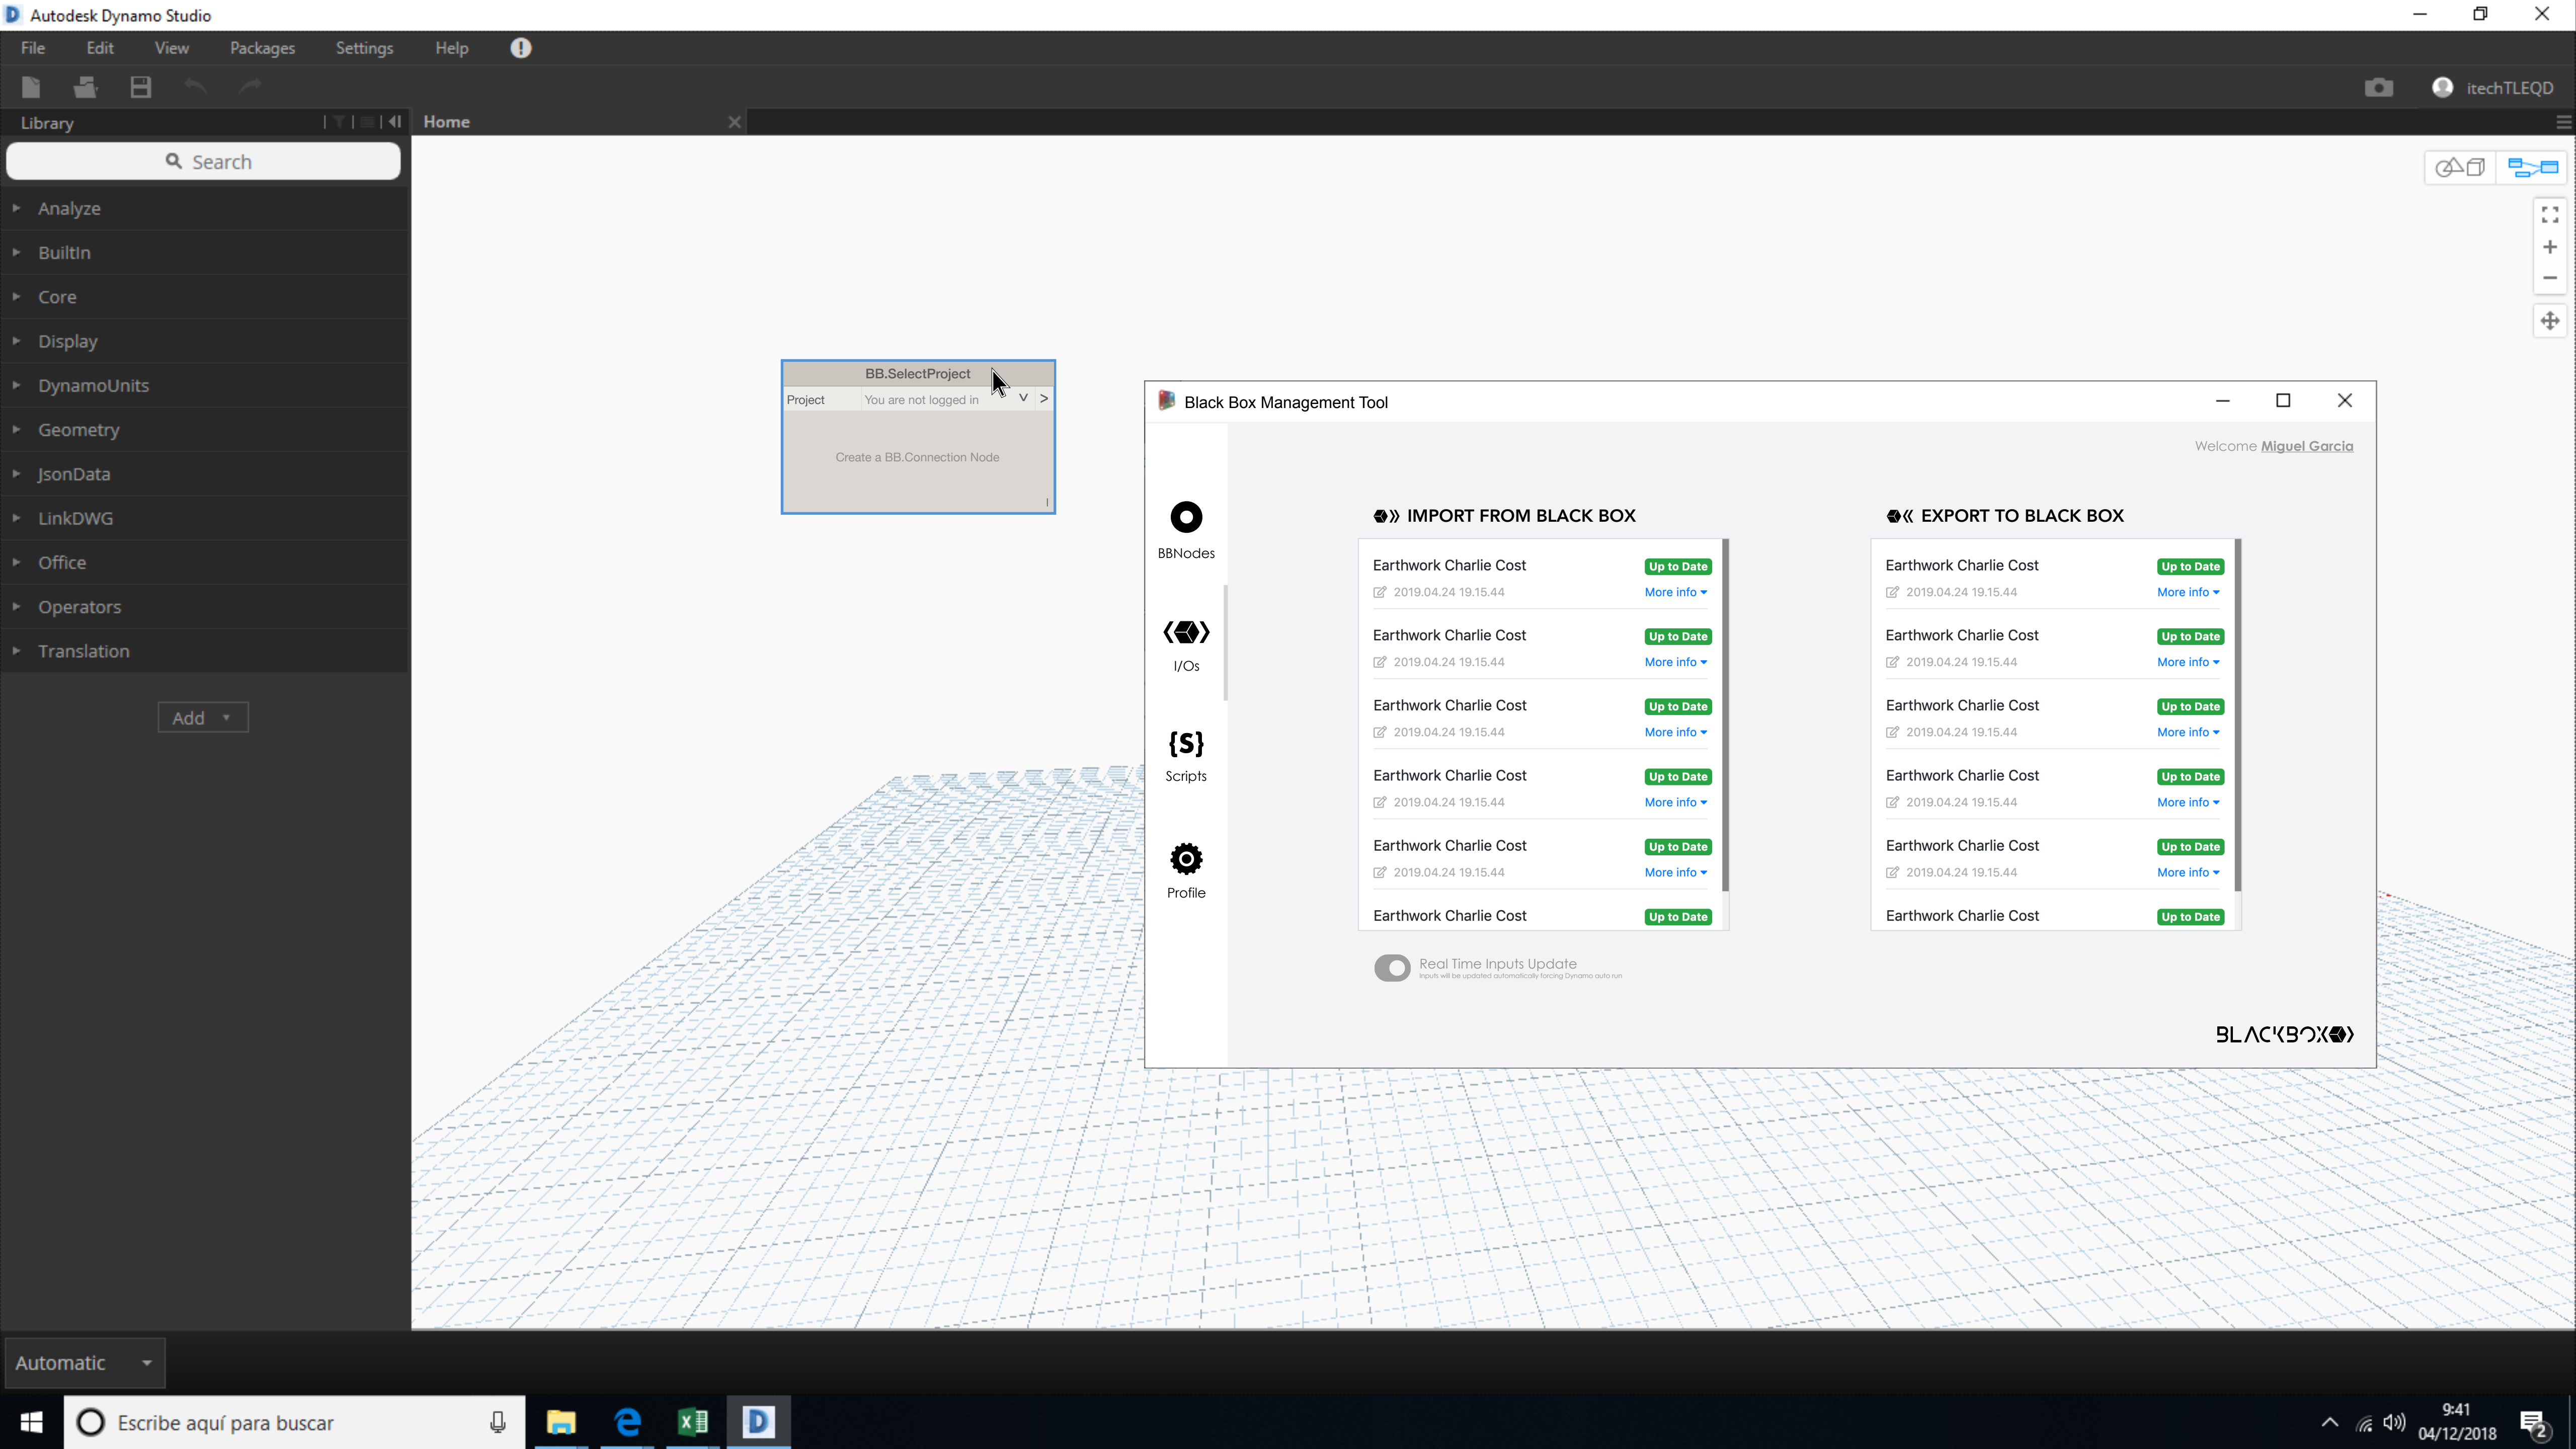 Autodesk Dynamo Studio
File Edit View Packages Settings Help
itechTLEQD
Library
Home
Search
Analyze
BuiltIn
Core
Display
DynamoUnits
Geometry
JsonData
LinkDWG
Office
Operators
Translation
Add
BB.SelectProject
Project You are not logged in
Create a BB.Connection Node
Black Box Management Tool
Welcome Miguel Garcia
BBNodes
I/Os
{S}
Scripts
Profile
IMPORT FROM BLACK BOX
Earthwork Charlie Cost Up to Date
2019.04.24 19.15.44 More info
Earthwork Charlie Cost Up to Date
2019.04.24 19.15.44 More info
Earthwork Charlie Cost Up to Date
2019.04.24 19.15.44 More info
Earthwork Charlie Cost Up to Date
2019.04.24 19.15.44 More info
Earthwork Charlie Cost Up to Date
2019.04.24 19.15.44 More info
Earthwork Charlie Cost Up to Date
EXPORT TO BLACK BOX
Earthwork Charlie Cost Up to Date
2019.04.24 19.15.44 More info
Earthwork Charlie Cost Up to Date
2019.04.24 19.15.44 More info
Earthwork Charlie Cost Up to Date
2019.04.24 19.15.44 More info
Earthwork Charlie Cost Up to Date
2019.04.24 19.15.44 More info
Earthwork Charlie Cost Up to Date
2019.04.24 19.15.44 More info
Earthwork Charlie Cost Up to Date
Real Time Inputs Update
Inputs will be updated automatically forcing Dynamo auto run
BLACKBOX
Automatic
Escribe aquí para buscar
9:41
04/12/2018
2